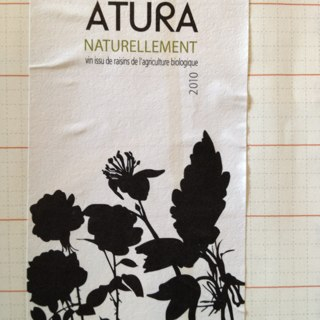 ATURA
NATURELLEMENT
vin issu de raisins de l'agriculture biologique
2010